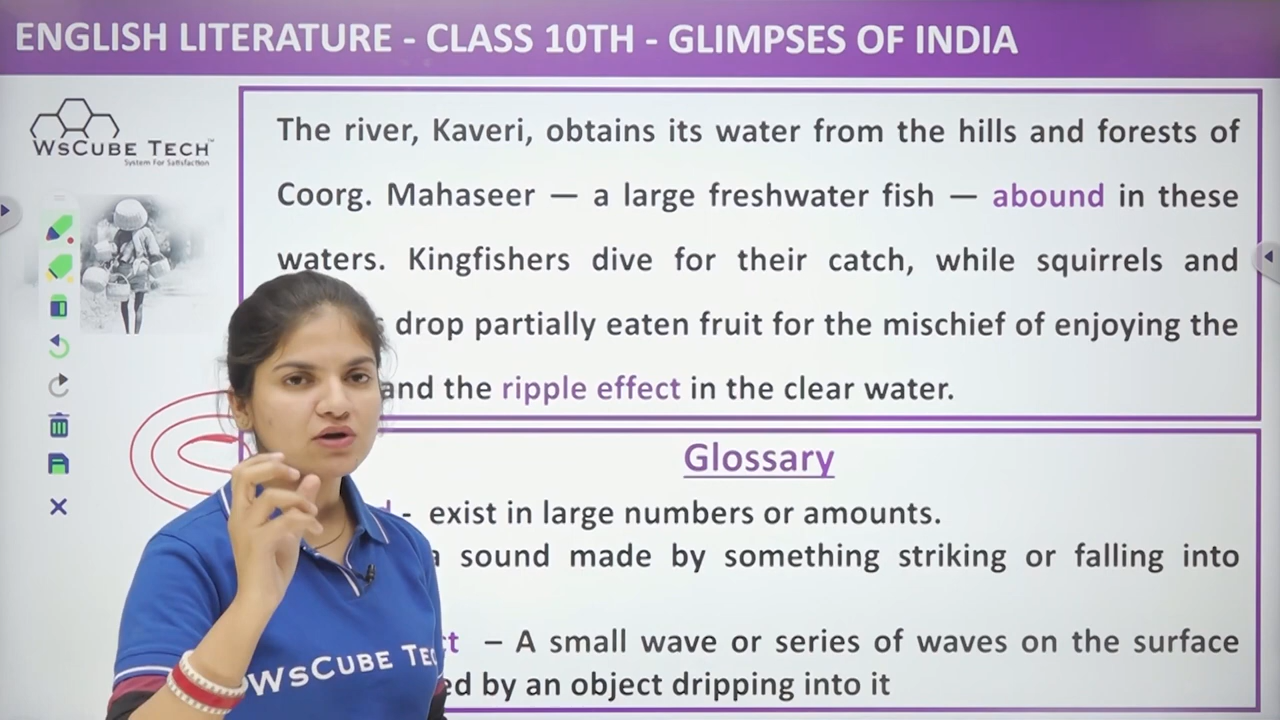 ENGLISH LITERATURE - CLASS 10TH - GLIMPSES OF INDIA
WSCUBE TECH™
System For Satisfaction
The river, Kaveri, obtains its water from the hills and forests of
Coorg. Mahaseer — a large freshwater fish — abound in these
waters. Kingfishers dive for their catch, while squirrels and
drop partially eaten fruit for the mischief of enjoying the
and the ripple effect in the clear water.
Glossary
- exist in large numbers or amounts.
sound made by something striking or falling into
– A small wave or series of waves on the surface
by an object dripping into it
WSCUBE